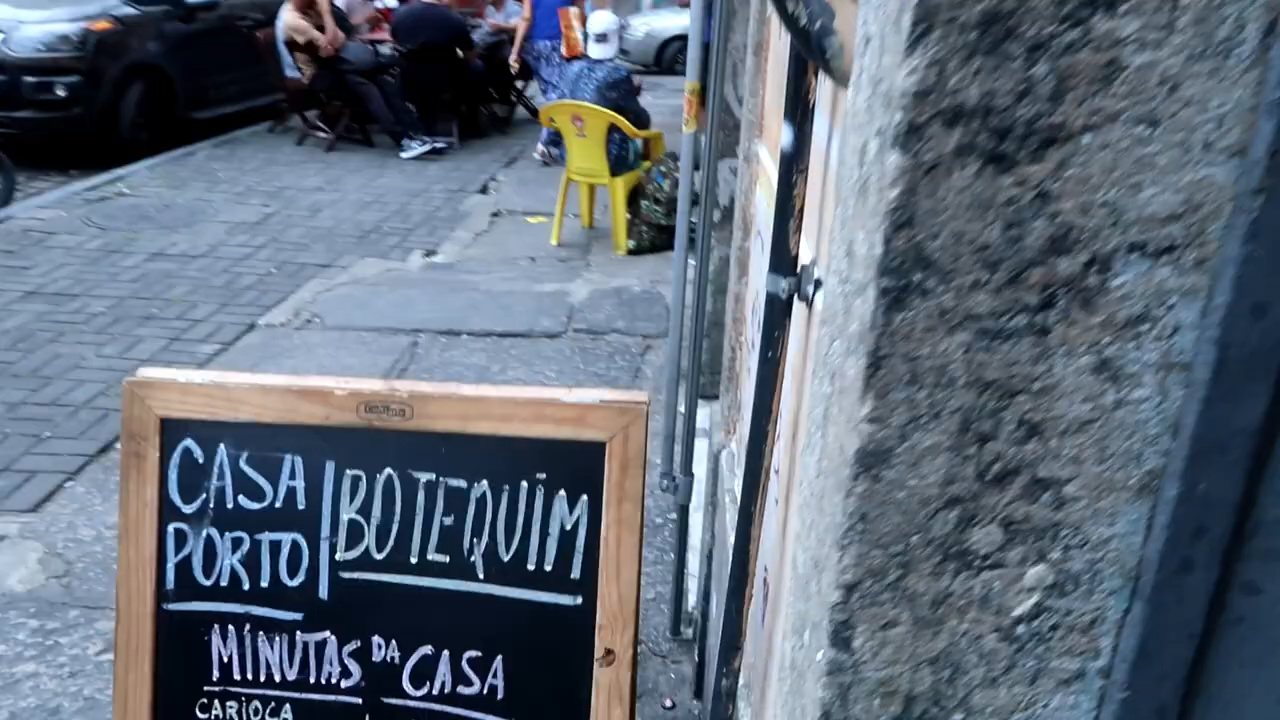 CASA
PORTO
BOTEQUIM
MINUTAS DA CASA
CARIOCA